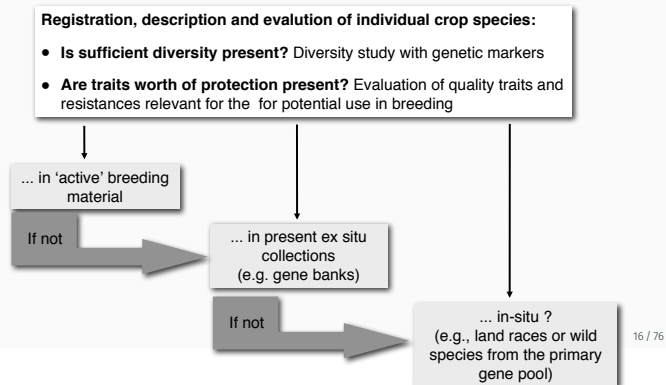 Registration, description and evalution of individual crop species:
• Is sufficient diversity present? Diversity study with genetic markers
• Are traits worth of protection present? Evaluation of quality traits and
resistances relevant for the for potential use in breeding
... in ‘active’ breeding
material
If not
... in present ex situ
collections
(e.g. gene banks)
If not
... in-situ ?
(e.g., land races or wild
species from the primary
gene pool)
16 / 76